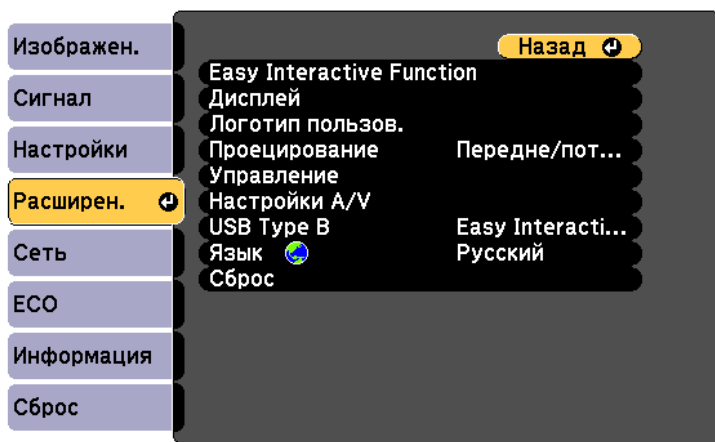 Изображен.
Сигнал
Настройки
Расширен.
Сеть
ECO
Информация
Сброс
Назад
Easy Interactive Function
Дисплей
Логотип пользов.
Проецирование Передне/пот...
Управление
Настройки A/V
USB Type B Easy Interacti...
Язык Русский
Сброс